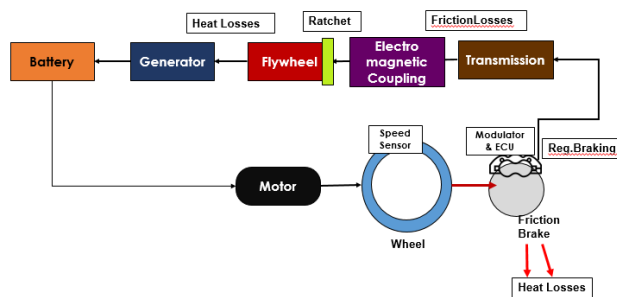 Heat Losses
Ratchet
FrictionLosses
Battery
Generator
Flywheel
Electro
magnetic
Coupling
Transmission
Speed
Sensor
Modulator
& ECU
Reg.Braking
Motor
Wheel
Friction
Brake
Heat Losses